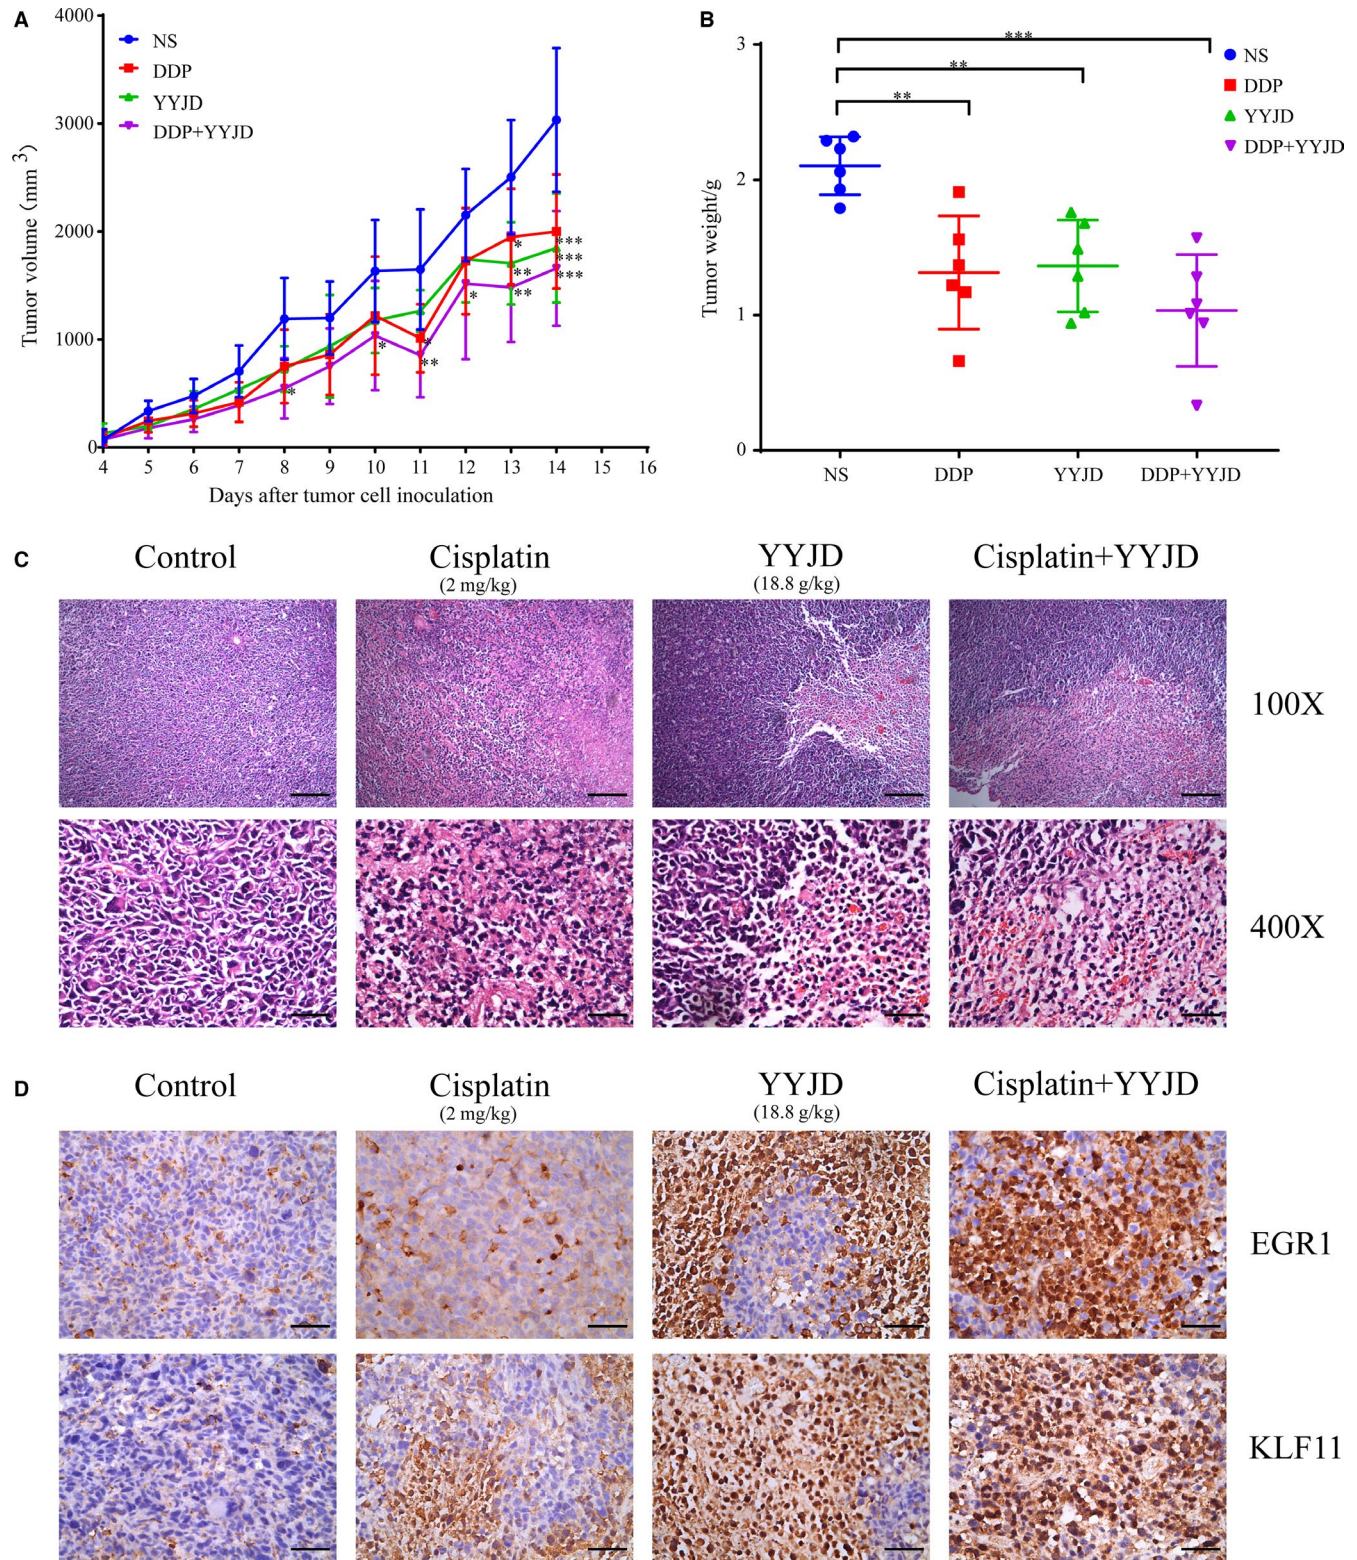 A
4000
3000
2000
1000
0
Tumor volume (mm 3)
NS
DDP
YYJD
DDP+YYJD
*
*
**
*
*
**
**
***
***
***
4 5 6 7 8 9 10 11 12 13 14 15 16
Days after tumor cell inoculation
B
3
2
1
0
Tumor weight/g
***
**
**
NS
DDP
YYJD
DDP+YYJD
NS DDP YYJD DDP+YYJD
C
Control Cisplatin YYJD Cisplatin+YYJD
(2 mg/kg) (18.8 g/kg)
100X
400X
D
Control Cisplatin YYJD Cisplatin+YYJD
(2 mg/kg) (18.8 g/kg)
EGR1
KLF11